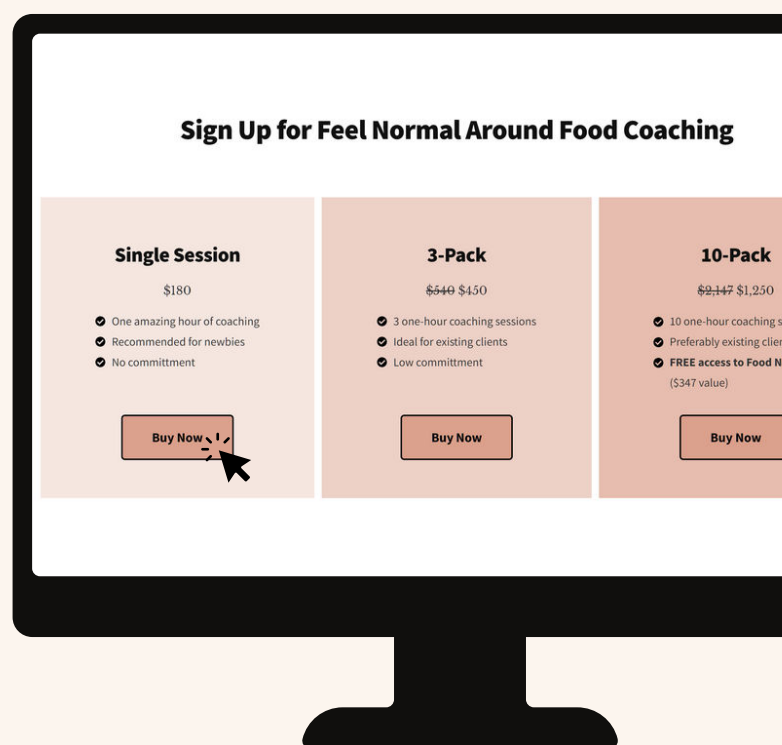 Sign Up for Feel Normal Around Food Coaching
Single Session
$180
One amazing hour of coaching
Recommended for newbies
No committment
Buy Now
3-Pack
$540 $450
3 one-hour coaching sessions
Ideal for existing clients
Low committment
Buy Now
10-Pack
$2,147 $1,250
10 one-hour coaching
Preferably existing
FREE access to Food
($347 value)
Buy Now